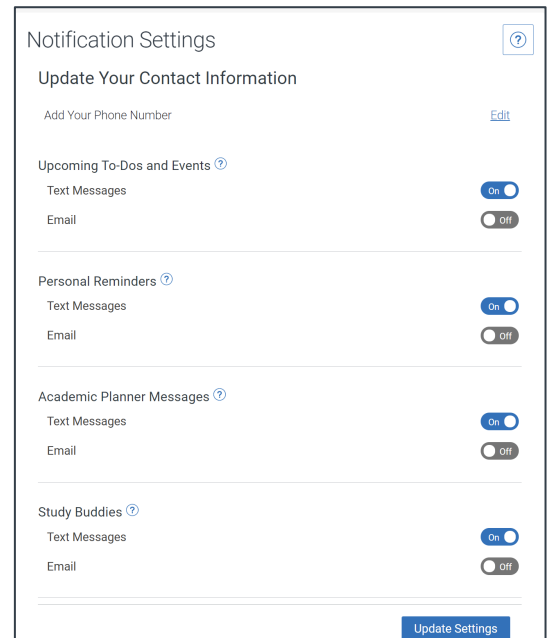 Notification Settings
?
Update Your Contact Information
Add Your Phone Number Edit
Upcoming To-Dos and Events ?
Text Messages On
Email Off
Personal Reminders ?
Text Messages On
Email Off
Academic Planner Messages ?
Text Messages On
Email Off
Study Buddies ?
Text Messages On
Email Off
Update Settings